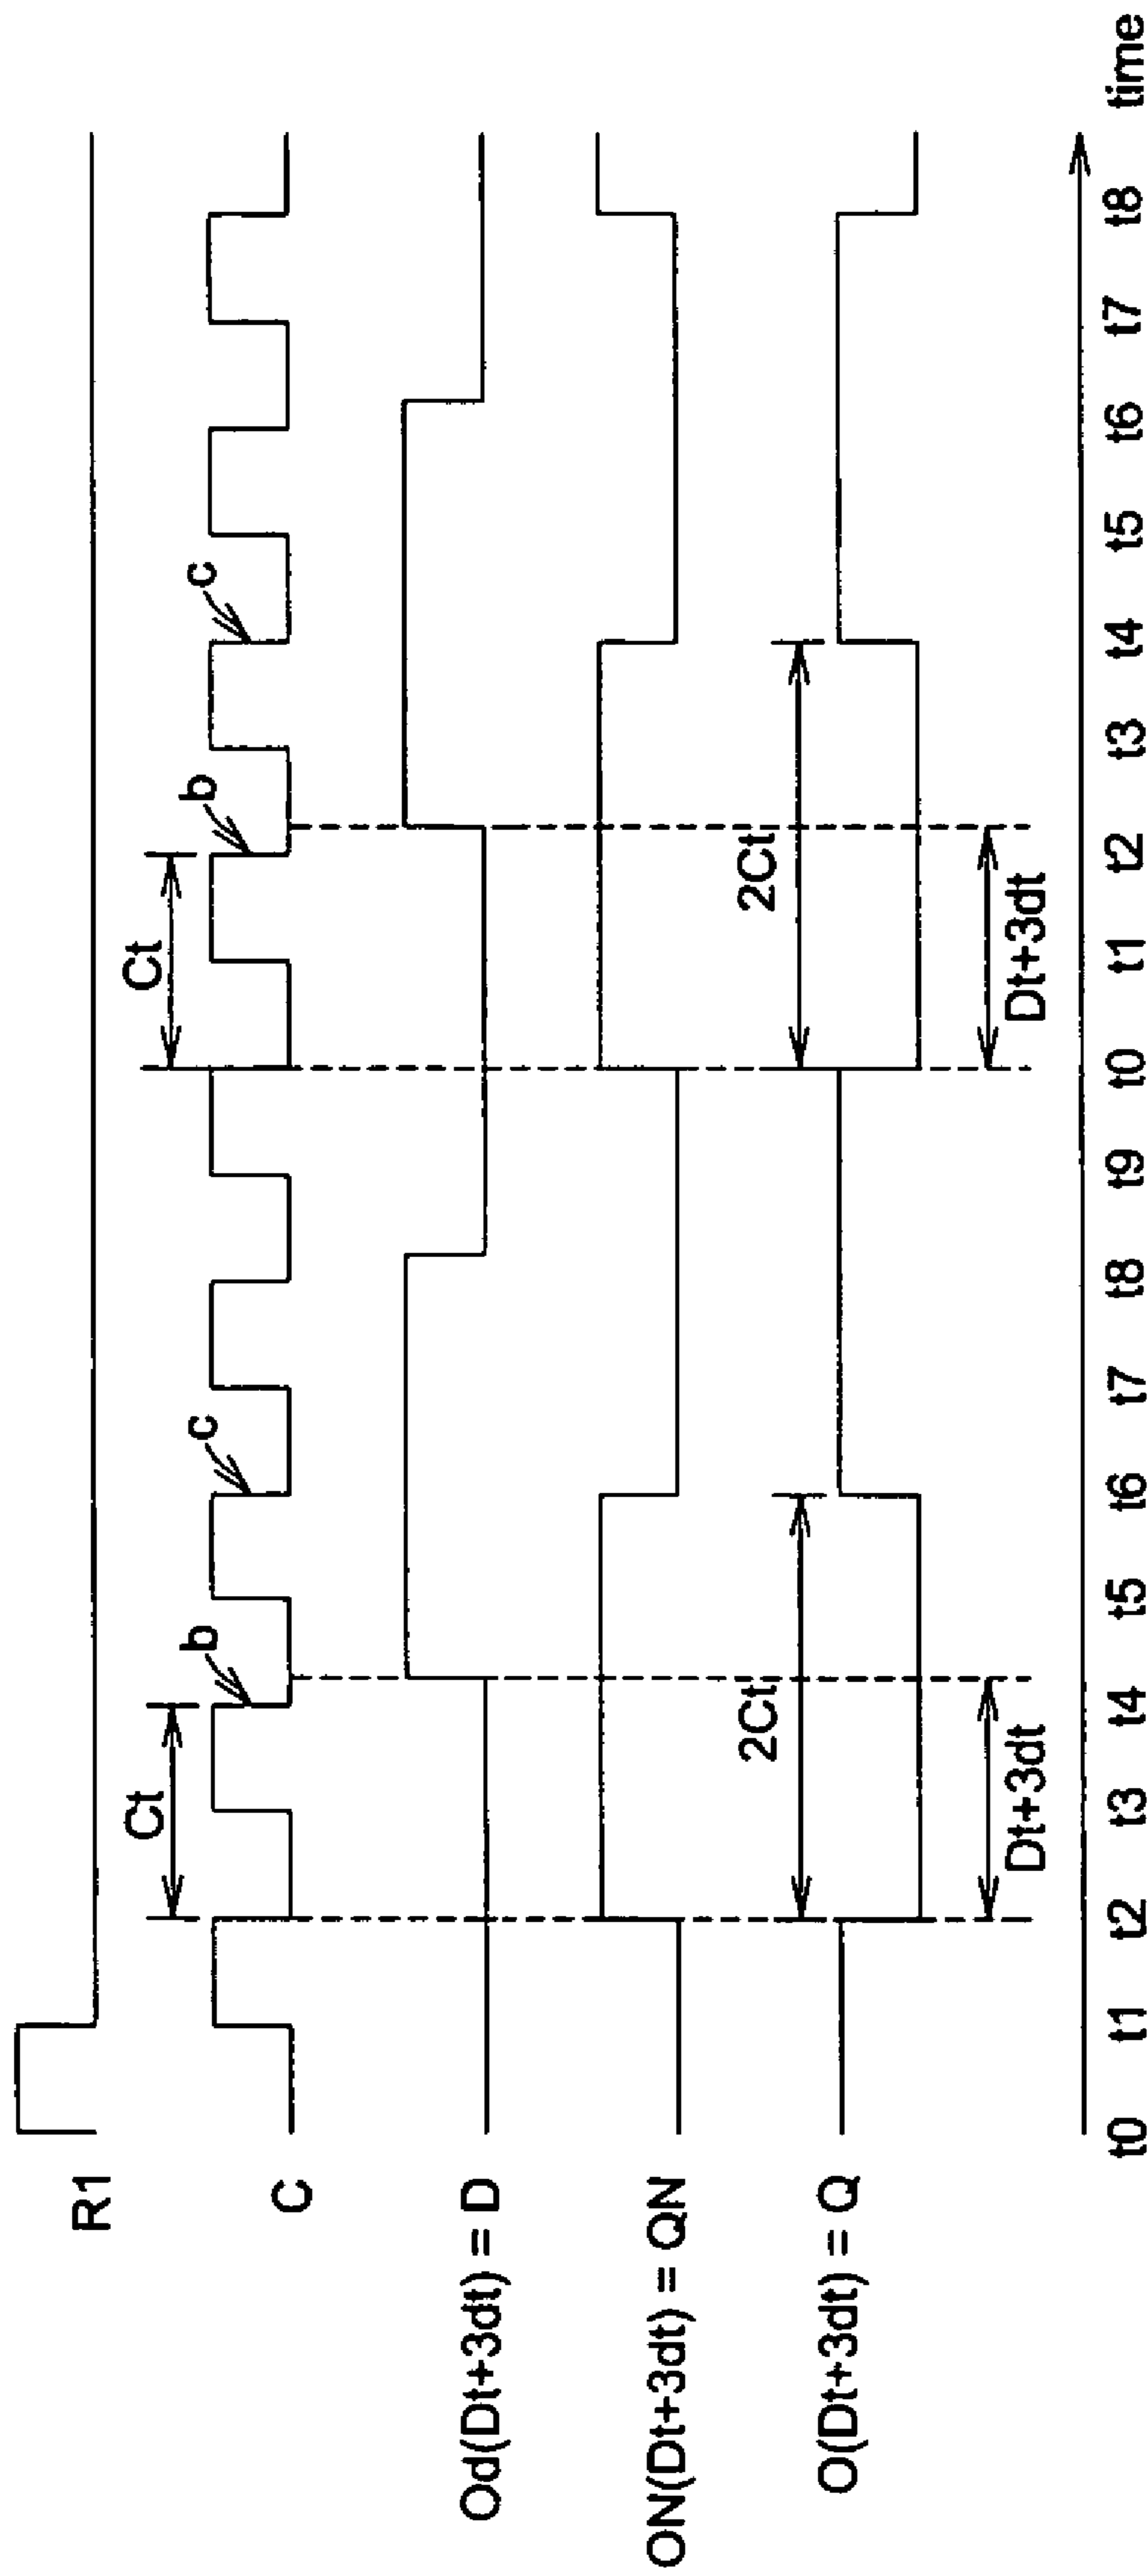 R1
C
Ct
b
c
Ct
b
c
Od(Dt+3dt) = D
ON(Dt+3dt) = QN
2Ct
2Ct
O(Dt+3dt) = Q
Dt+3dt
Dt+3dt
t0 t1 t2 t3 t4 t5 t6 t7 t8 t9 t0 t1 t2 t3 t4 t5 t6 t7 t8 time